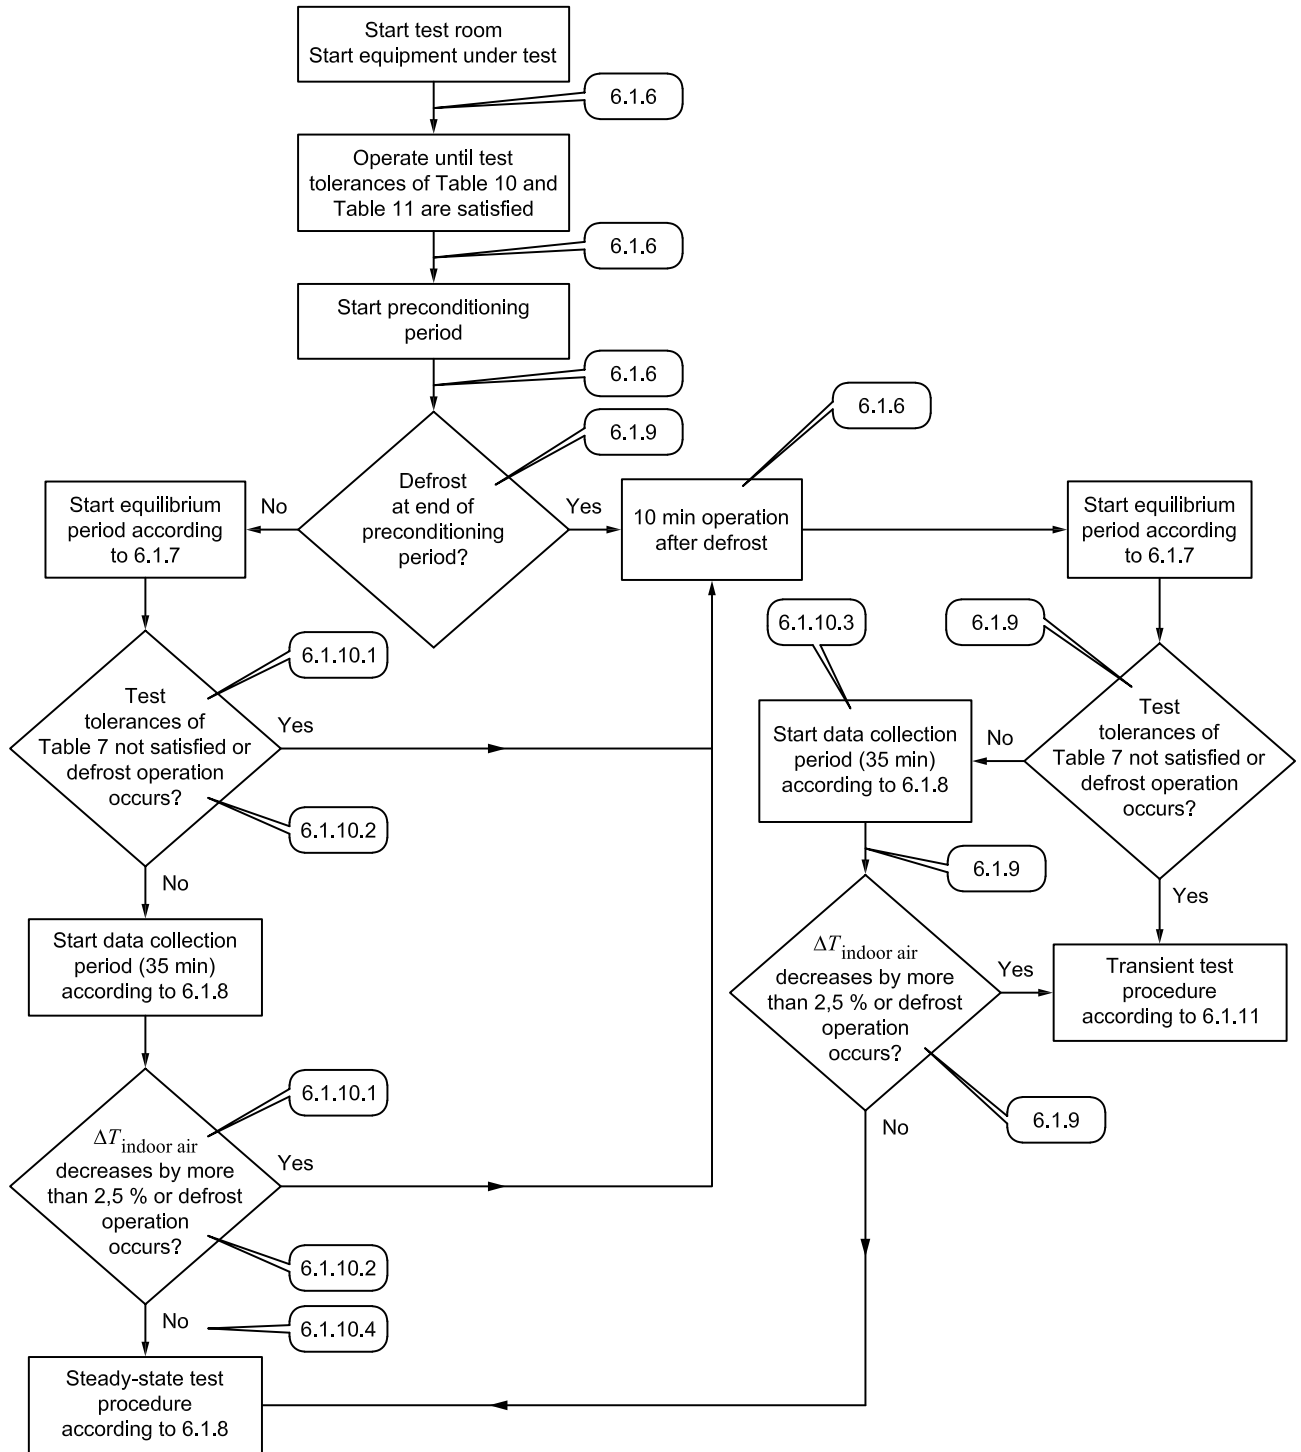 Start test room
Start equipment under test
6.1.6
Operate until test
tolerances of Table 10 and
Table 11 are satisfied
6.1.6
Start preconditioning
period
6.1.6
6.1.9
6.1.6
Defrost
at end of
preconditioning
period?
No
Yes
Start equilibrium
period according
to 6.1.7
10 min operation
after defrost
Start equilibrium
period according
to 6.1.7
6.1.10.1
Test
tolerances of
Table 7 not satisfied or
defrost operation
occurs?
Yes
6.1.10.2
No
6.1.10.3
6.1.9
Start data collection
period (35 min)
according to 6.1.8
No
Test
tolerances of
Table 7 not satisfied or
defrost operation
occurs?
6.1.9
Yes
Start data collection
period (35 min)
according to 6.1.8
ΔT indoor air
decreases by more
than 2,5 % or defrost
operation
occurs?
Yes
Transient test
procedure
according to 6.1.11
6.1.9
No
6.1.10.1
ΔT indoor air
decreases by more
than 2,5 % or defrost
operation
occurs?
Yes
6.1.10.2
No
6.1.10.4
Steady-state test
procedure
according to 6.1.8